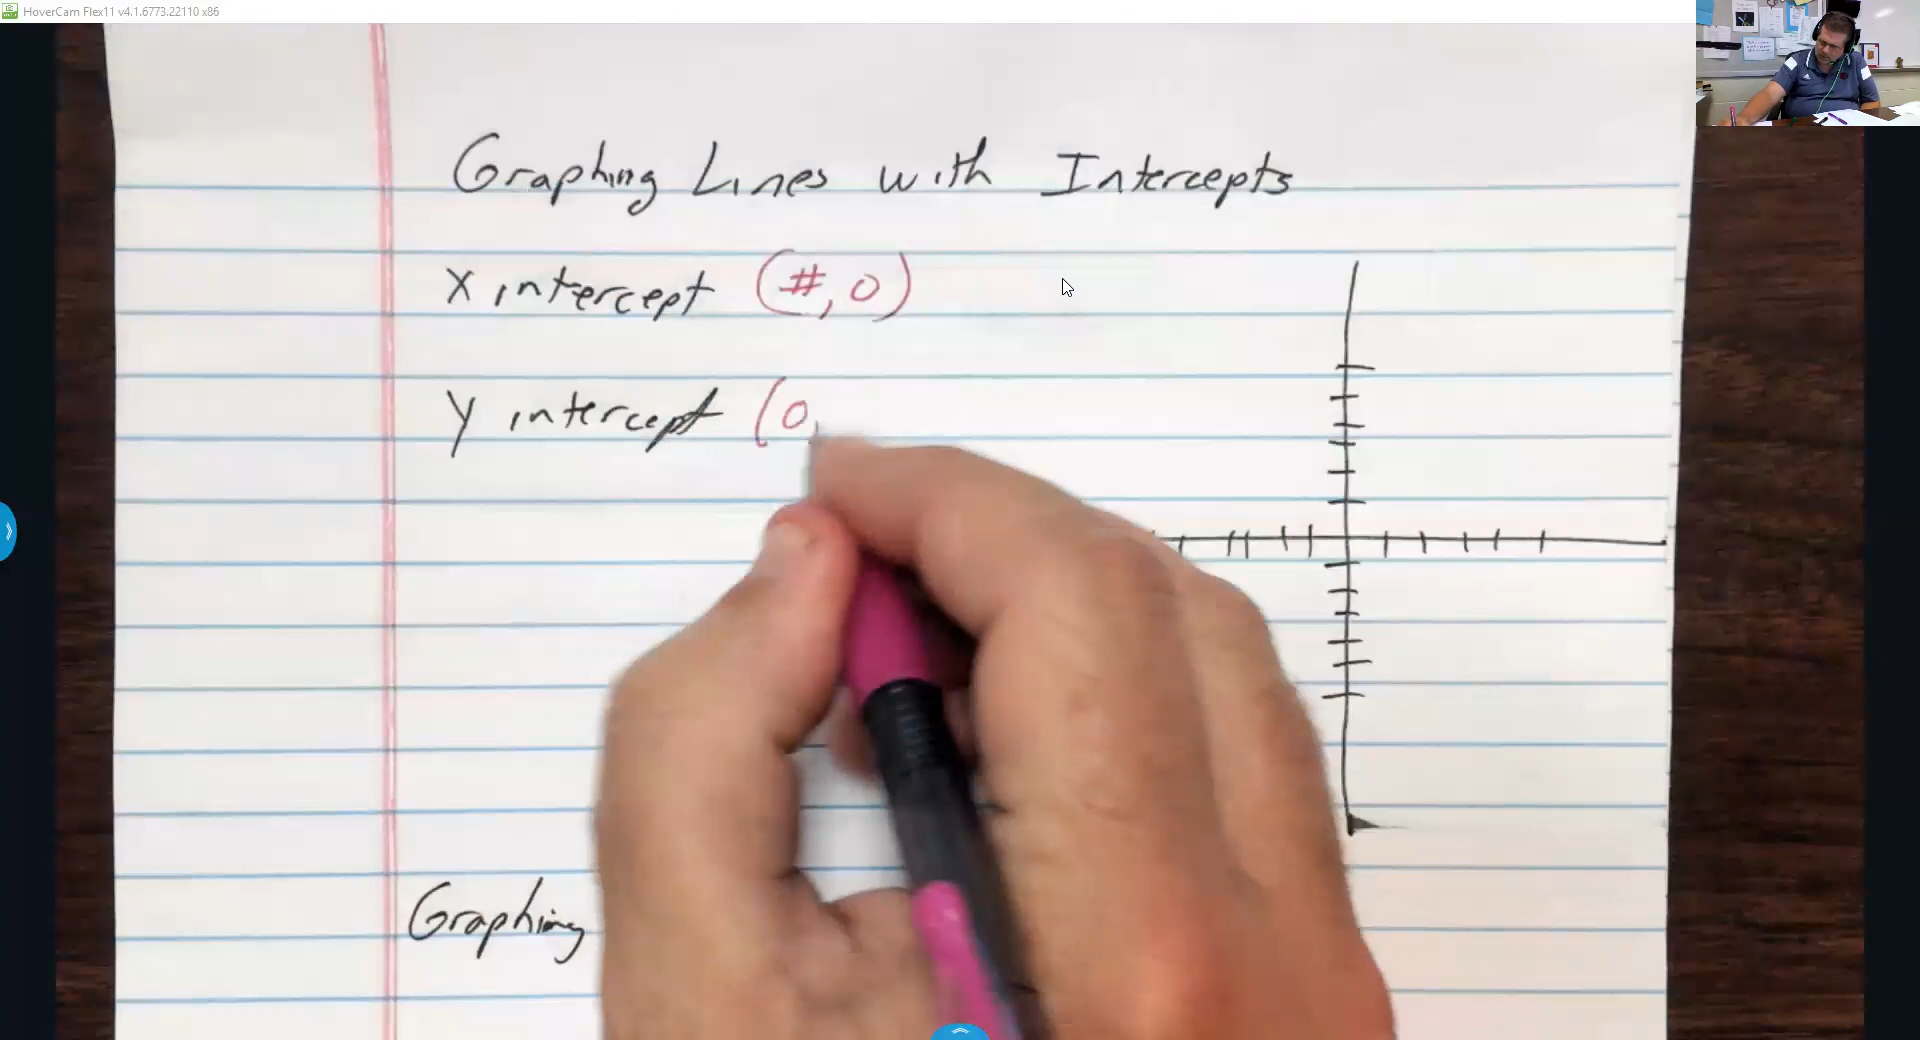 HoverCam Flex11 v4.1.6773.22110 x86
Graphing Lines with Intercepts
X intercept (#, 0)
Y intercept (0,
Graphing